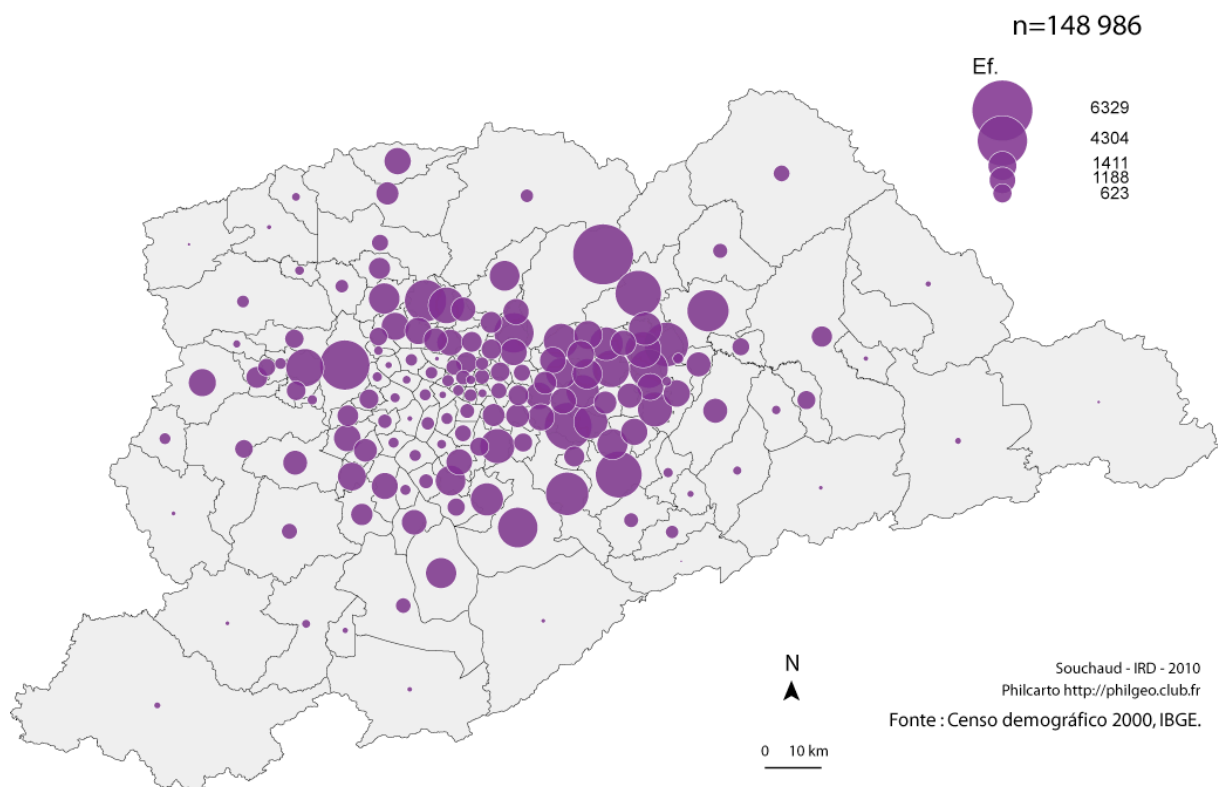 n=148 986
Ef.
6329
4304
1411
1188
623
N
0 10 km
Souchaud - IRD - 2010
Philcarto http://philgeo.club.fr
Fonte : Censo demográfico 2000, IBGE.